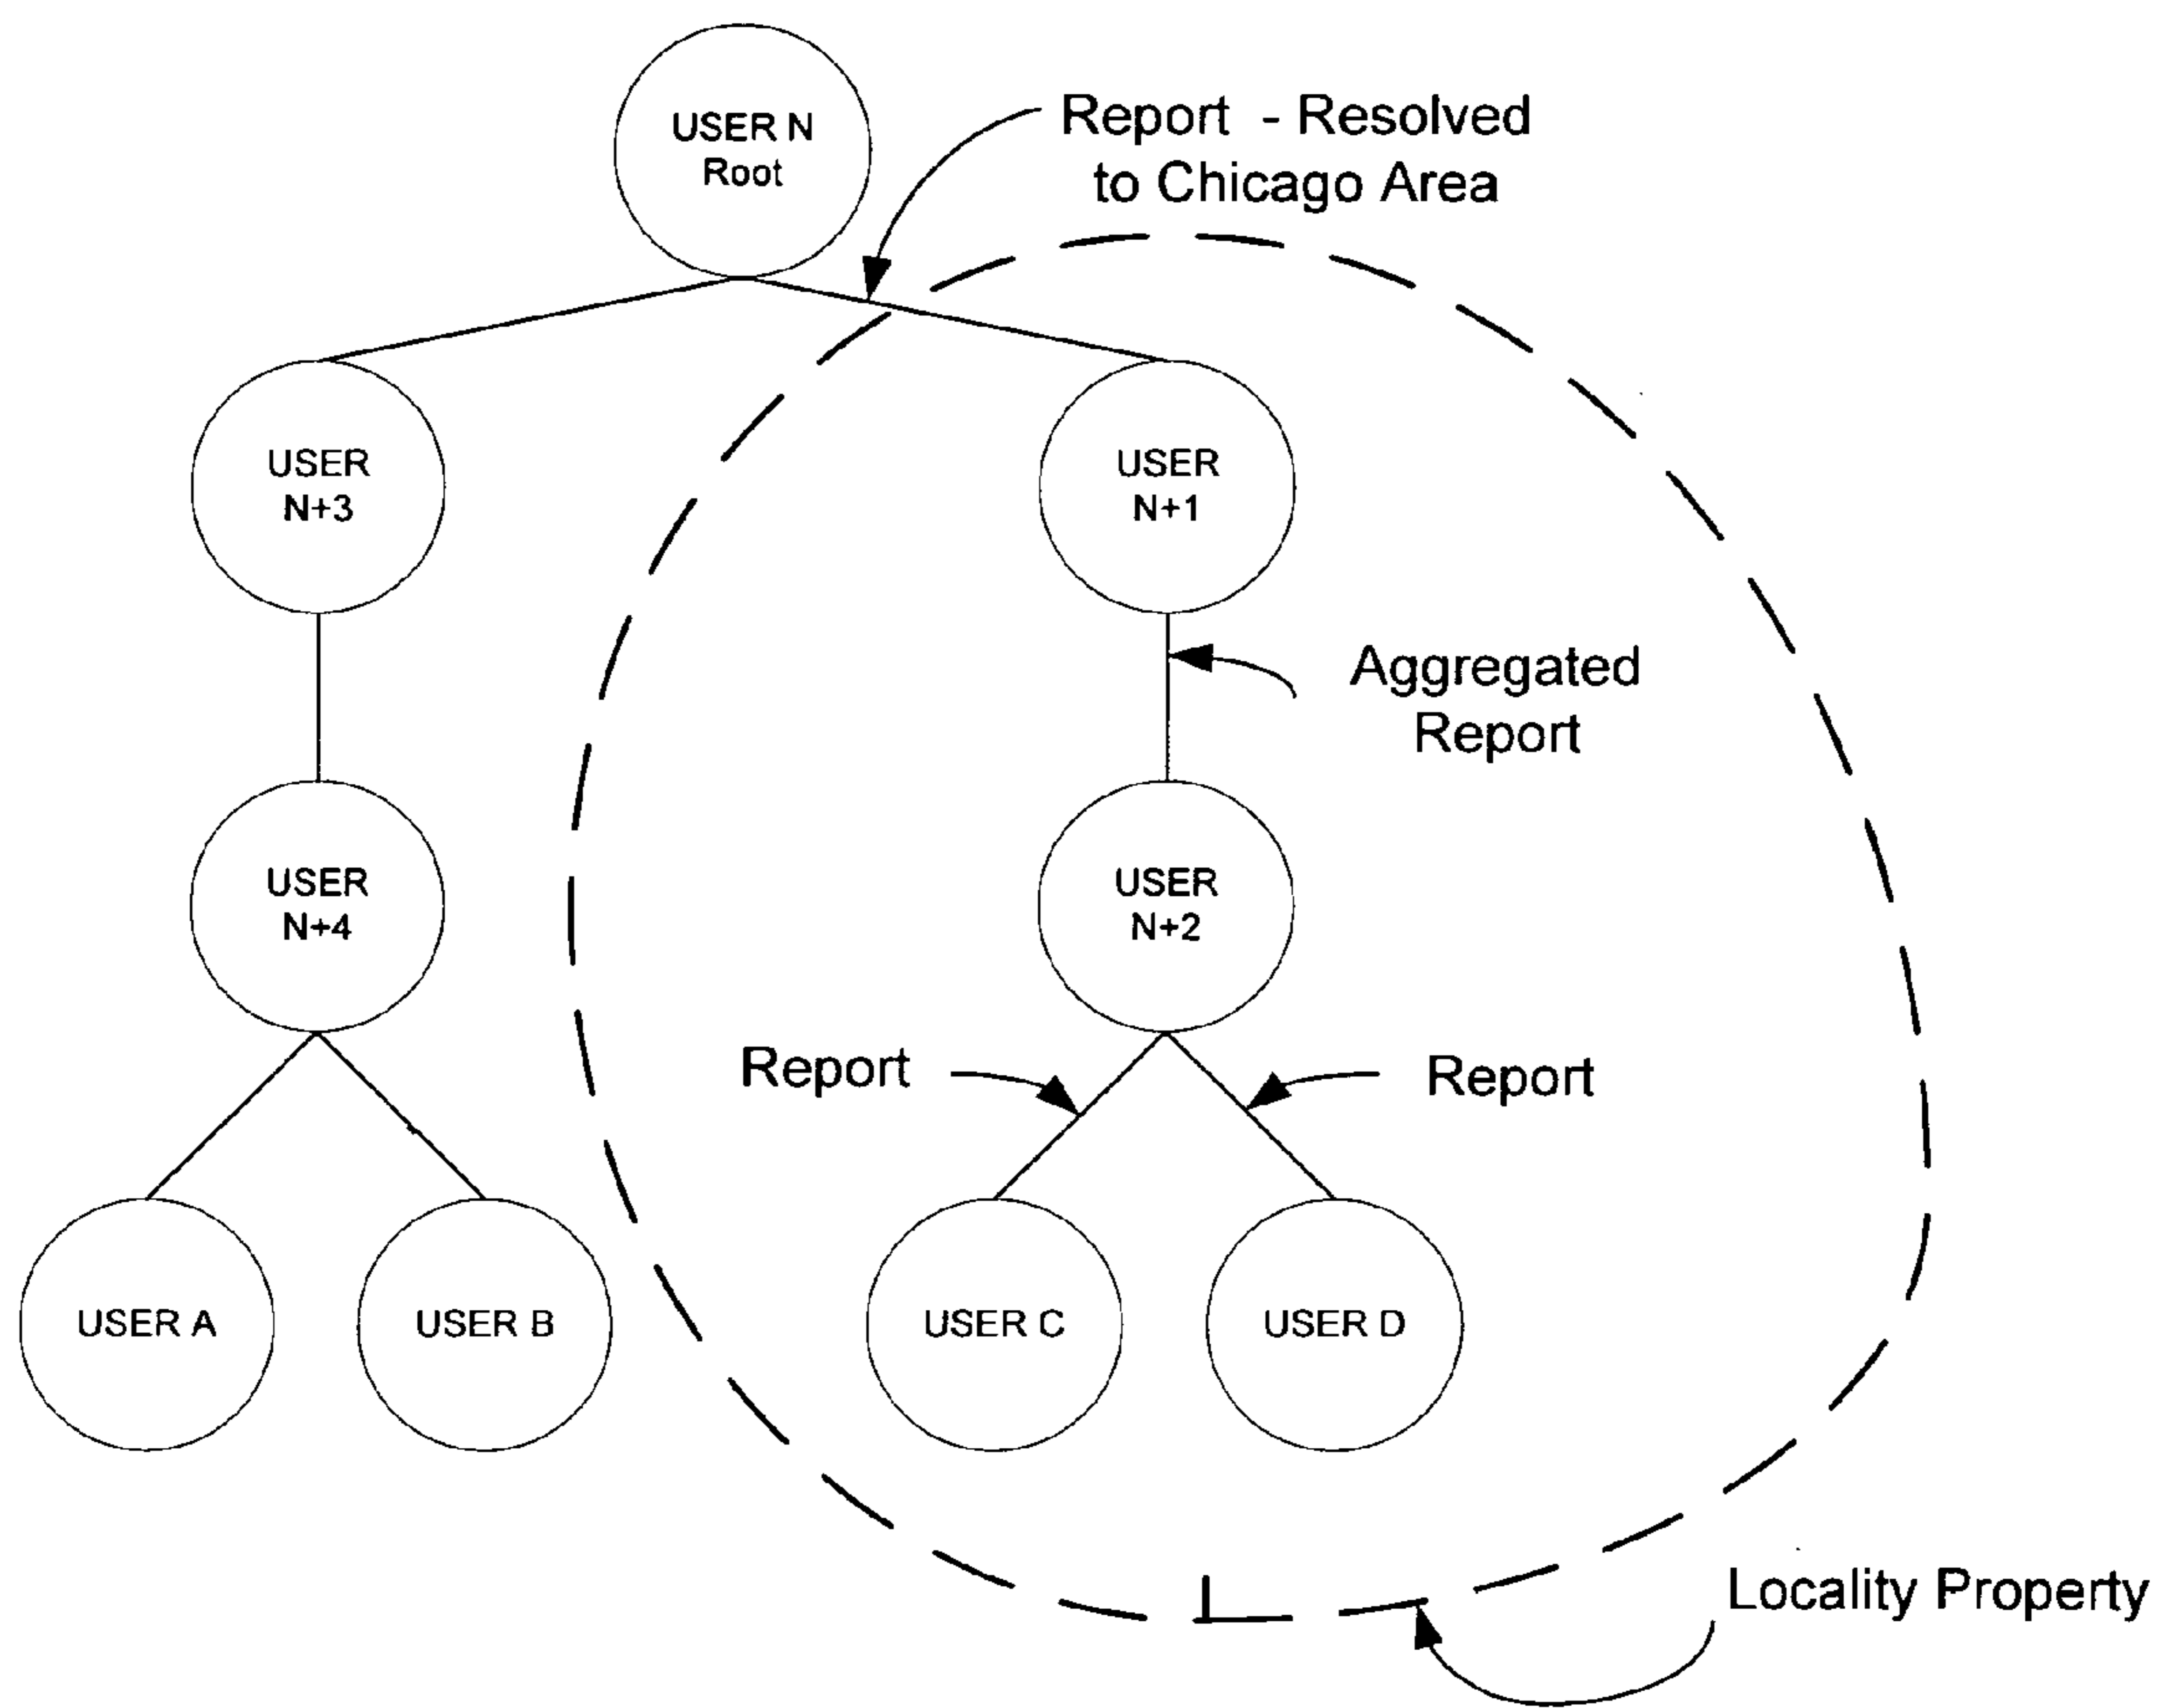 USER N
Root
Report - Resolved
to Chicago Area
USER
N+3
USER
N+1
Aggregated
Report
USER
N+4
USER
N+2
Report
Report
USER A
USER B
USER C
USER D
Locality Property